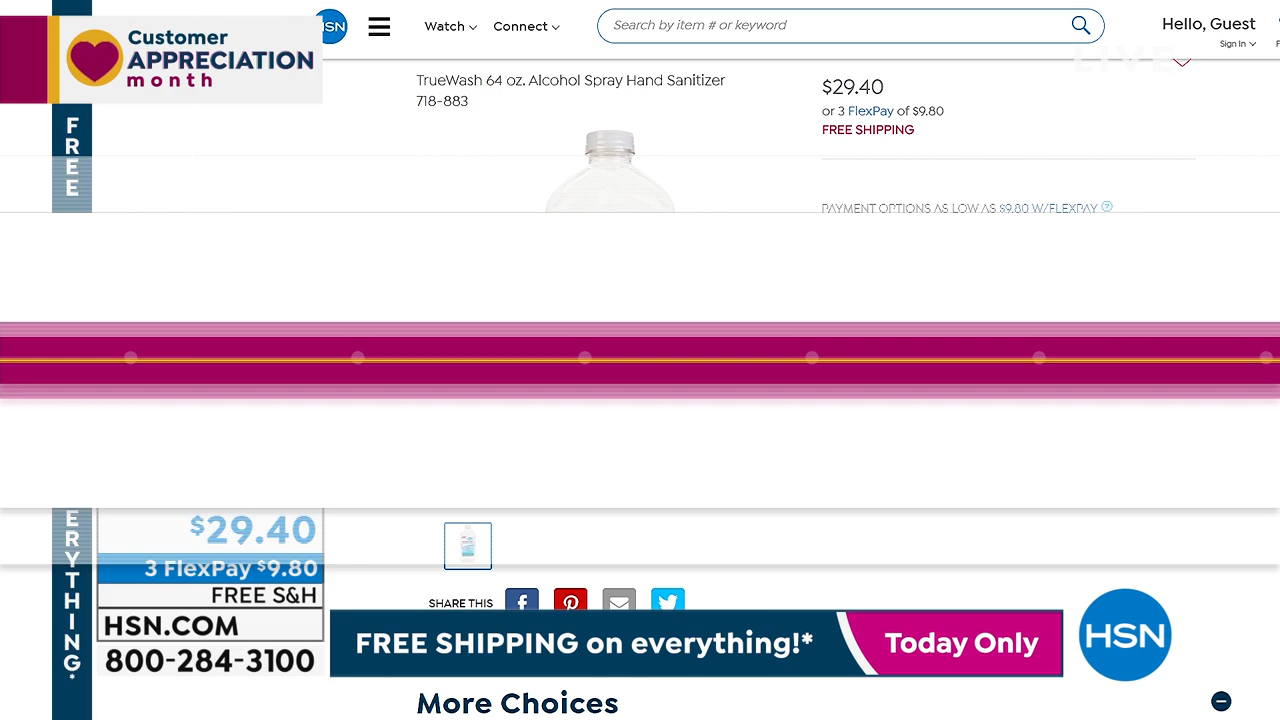 Customer
APPRECIATION
month
HSN
Watch
Connect
Search by item # or keyword
Hello, Guest
Sign In
LIVE
TrueWash 64 oz. Alcohol Spray Hand Sanitizer
718-883
$29.40
or 3 FlexPay of $9.80
FREE SHIPPING
PAYMENT OPTIONS AS LOW AS $9.80 W/FLEXPAY ?
FREE
ERYTHING*
$29.40
3 FlexPay $9.80
FREE S&H
HSN.COM
800-284-3100
SHARE THIS
FREE SHIPPING on everything!* Today Only
HSN
More Choices